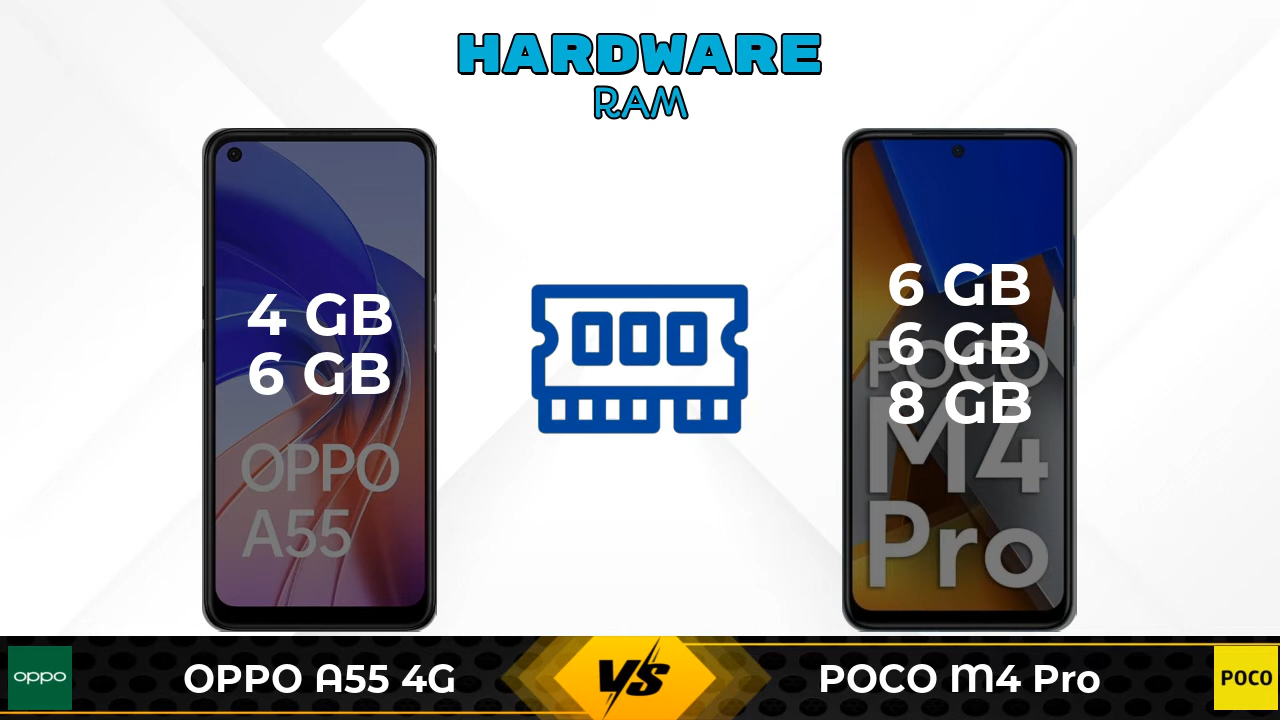 HARDWARE
RAM
4 GB
6 GB
OPPO
A55
6 GB
6 GB
8 GB
POCO
M4
Pro
oppo
OPPO A55 4G
VS
POCO M4 Pro
POCO